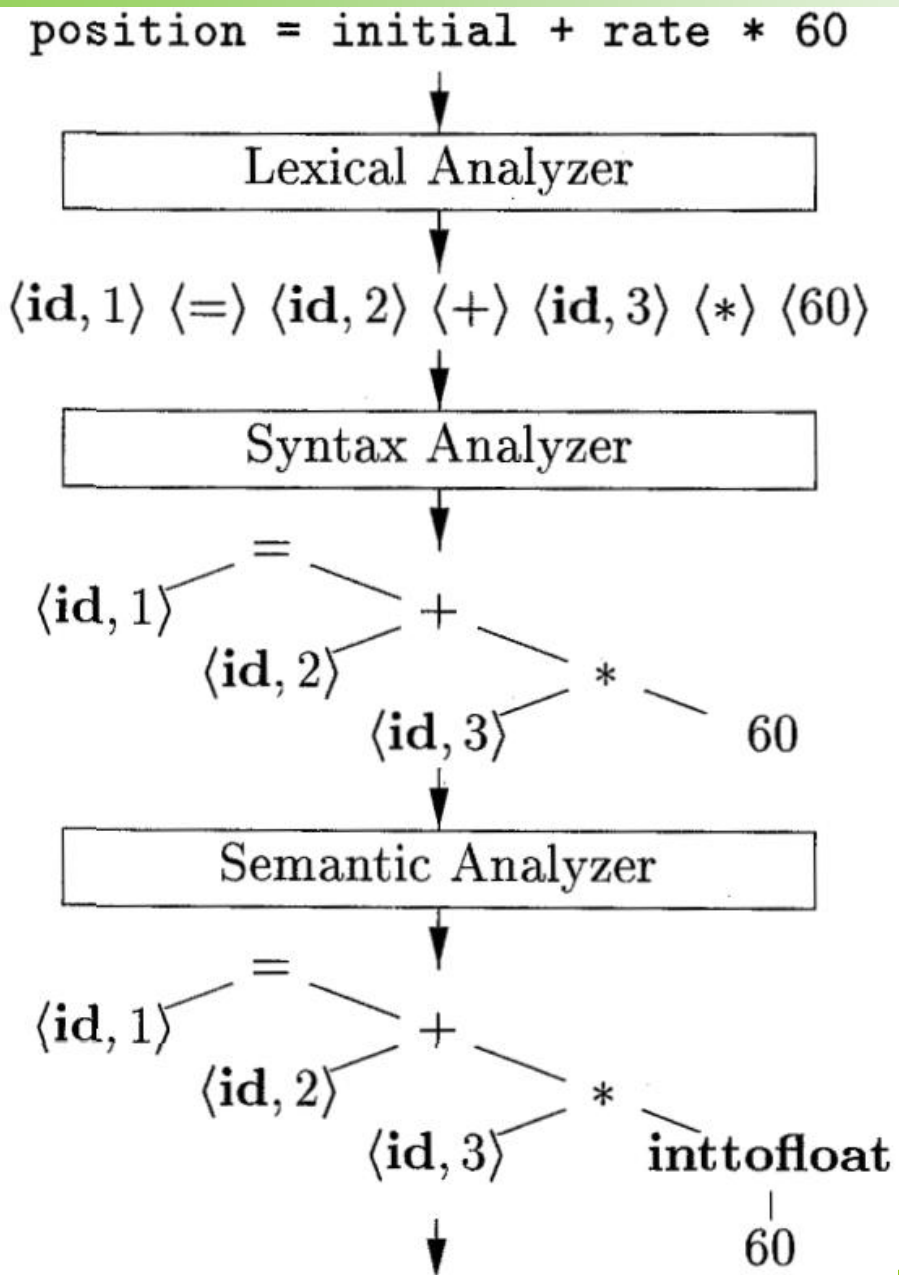 position = initial + rate * 60
Lexical Analyzer
⟨id, 1⟩ ⟨=⟩ ⟨id, 2⟩ ⟨+⟩ ⟨id, 3⟩ ⟨*⟩ ⟨60⟩
Syntax Analyzer
=
⟨id, 1⟩
+
⟨id, 2⟩
*
⟨id, 3⟩
60
Semantic Analyzer
=
⟨id, 1⟩
+
⟨id, 2⟩
*
⟨id, 3⟩
inttofloat
60